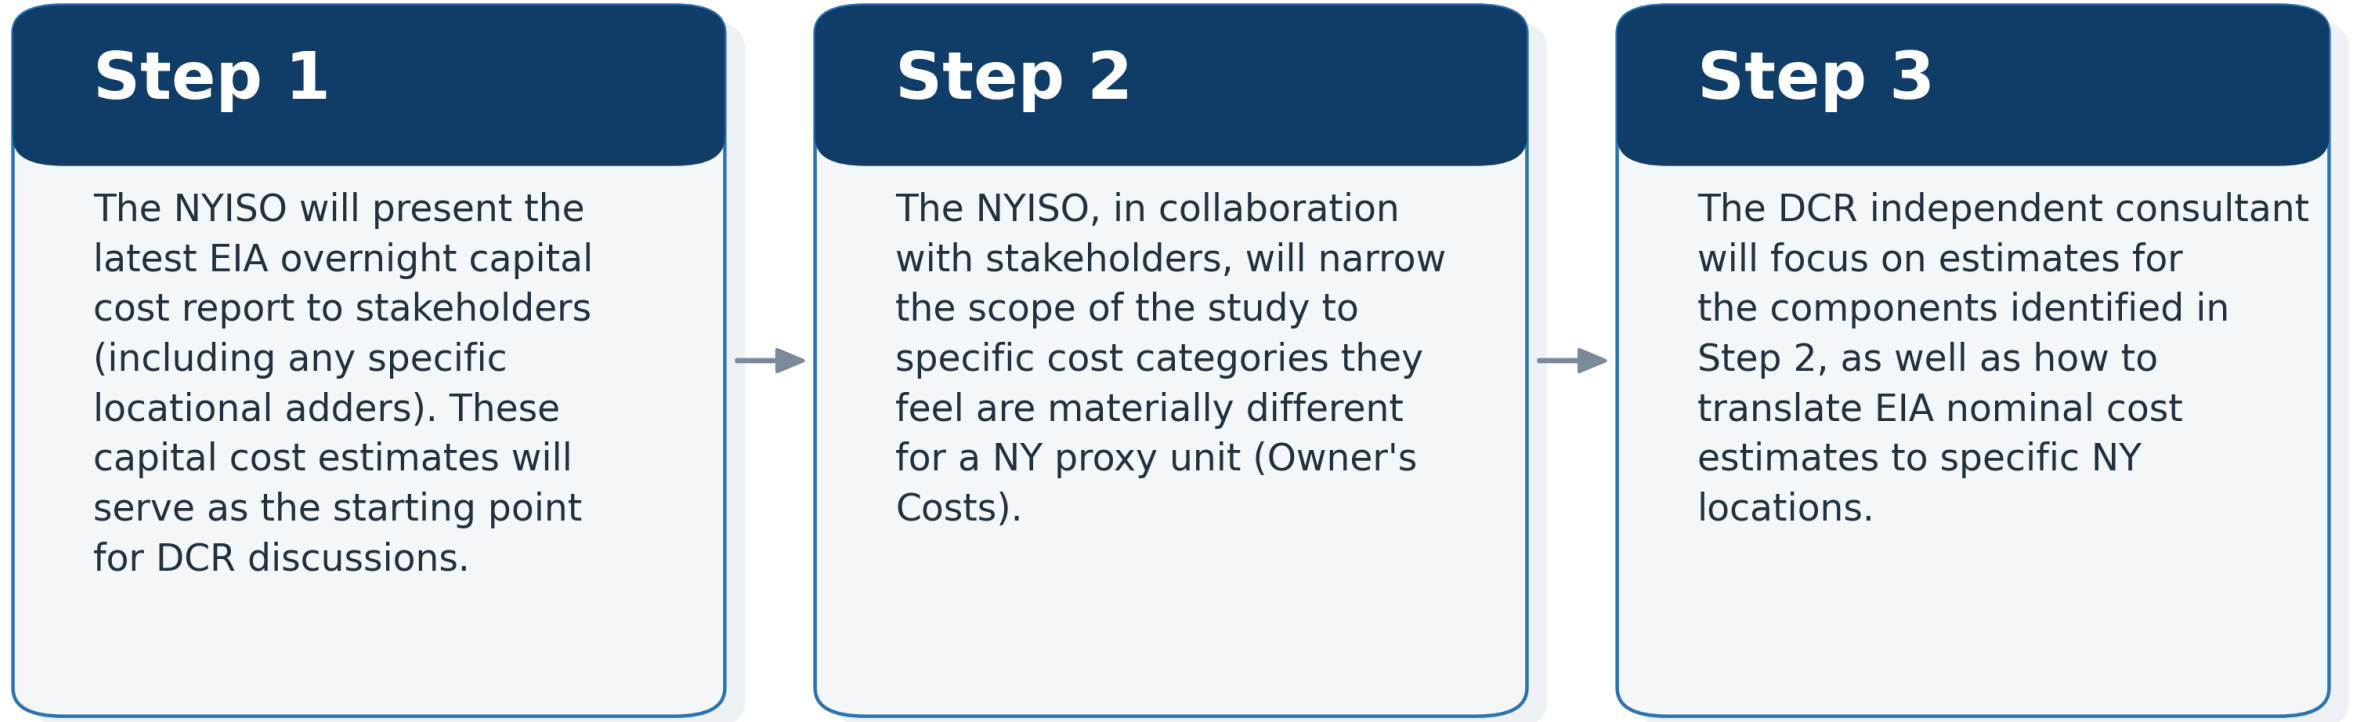 Step 1
The NYISO will present the
latest EIA overnight capital
cost report to stakeholders
(including any specific
locational adders). These
capital cost estimates will
serve as the starting point
for DCR discussions.
Step 2
The NYISO, in collaboration
with stakeholders, will narrow
the scope of the study to
specific cost categories they
feel are materially different
for a NY proxy unit (Owner's
Costs).
Step 3
The DCR independent consultant
will focus on estimates for
the components identified in
Step 2, as well as how to
translate EIA nominal cost
estimates to specific NY
locations.